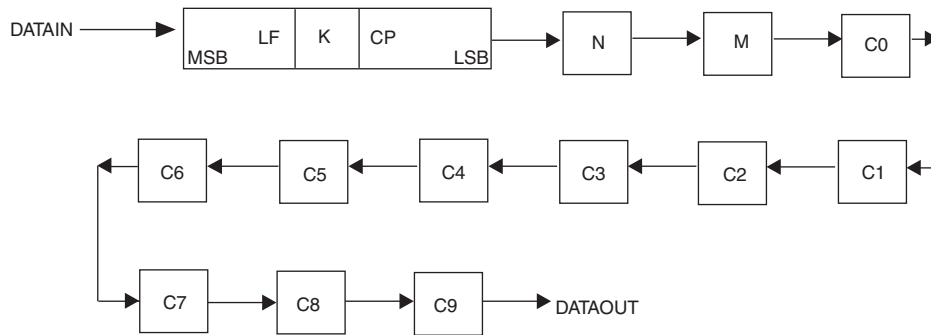 DATAIN LF K CP MSB LSB N M C0
C6 C5 C4 C3 C2 C1
C7 C8 C9 DATAOUT